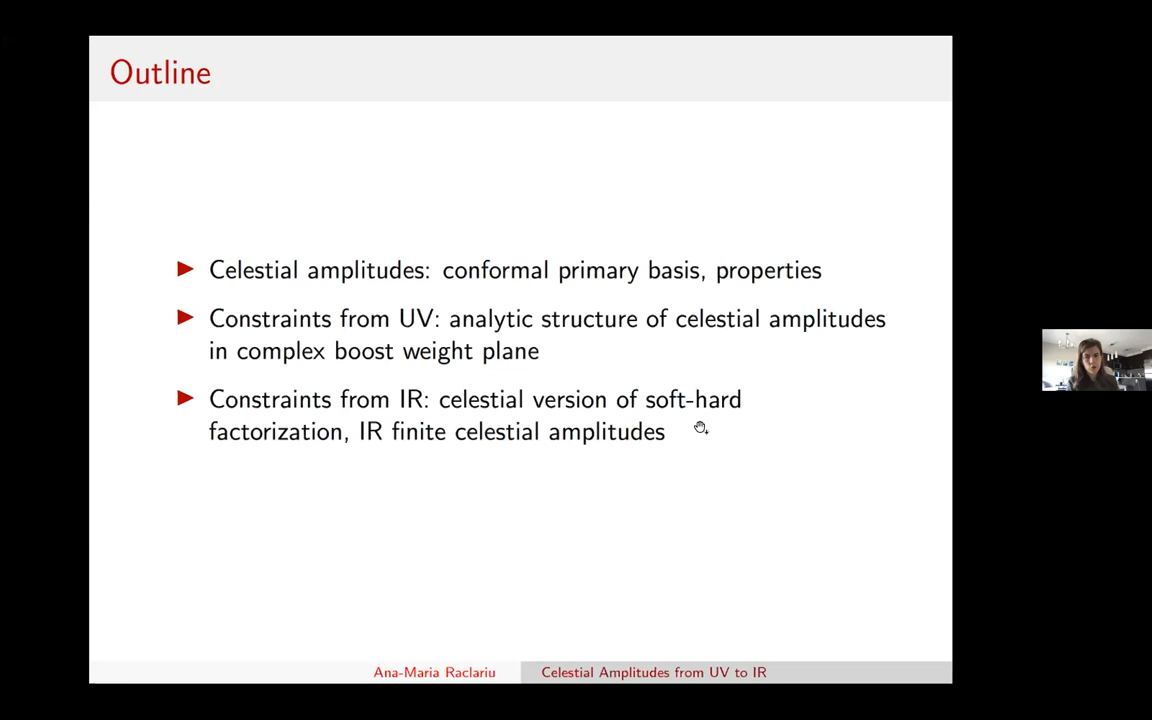 Outline
Celestial amplitudes: conformal primary basis, properties
Constraints from UV: analytic structure of celestial amplitudes
in complex boost weight plane
Constraints from IR: celestial version of soft-hard
factorization, IR finite celestial amplitudes
Ana-Maria Raclariu
Celestial Amplitudes from UV to IR